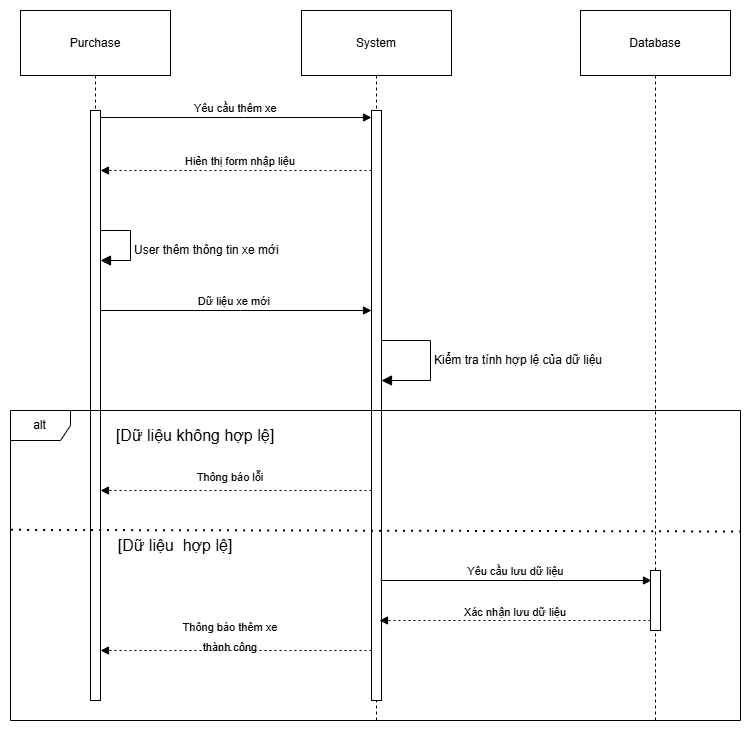 Purchase
System
Database
Yêu cầu thêm xe
Hiển thị form nhập liệu
User thêm thông tin xe mới
Dữ liệu xe mới
Kiểm tra tính hợp lệ của dữ liệu
alt
[Dữ liệu không hợp lệ]
Thông báo lỗi
[Dữ liệu hợp lệ]
Yêu cầu lưu dữ liệu
Xác nhận lưu dữ liệu
Thông báo thêm xe
thành công